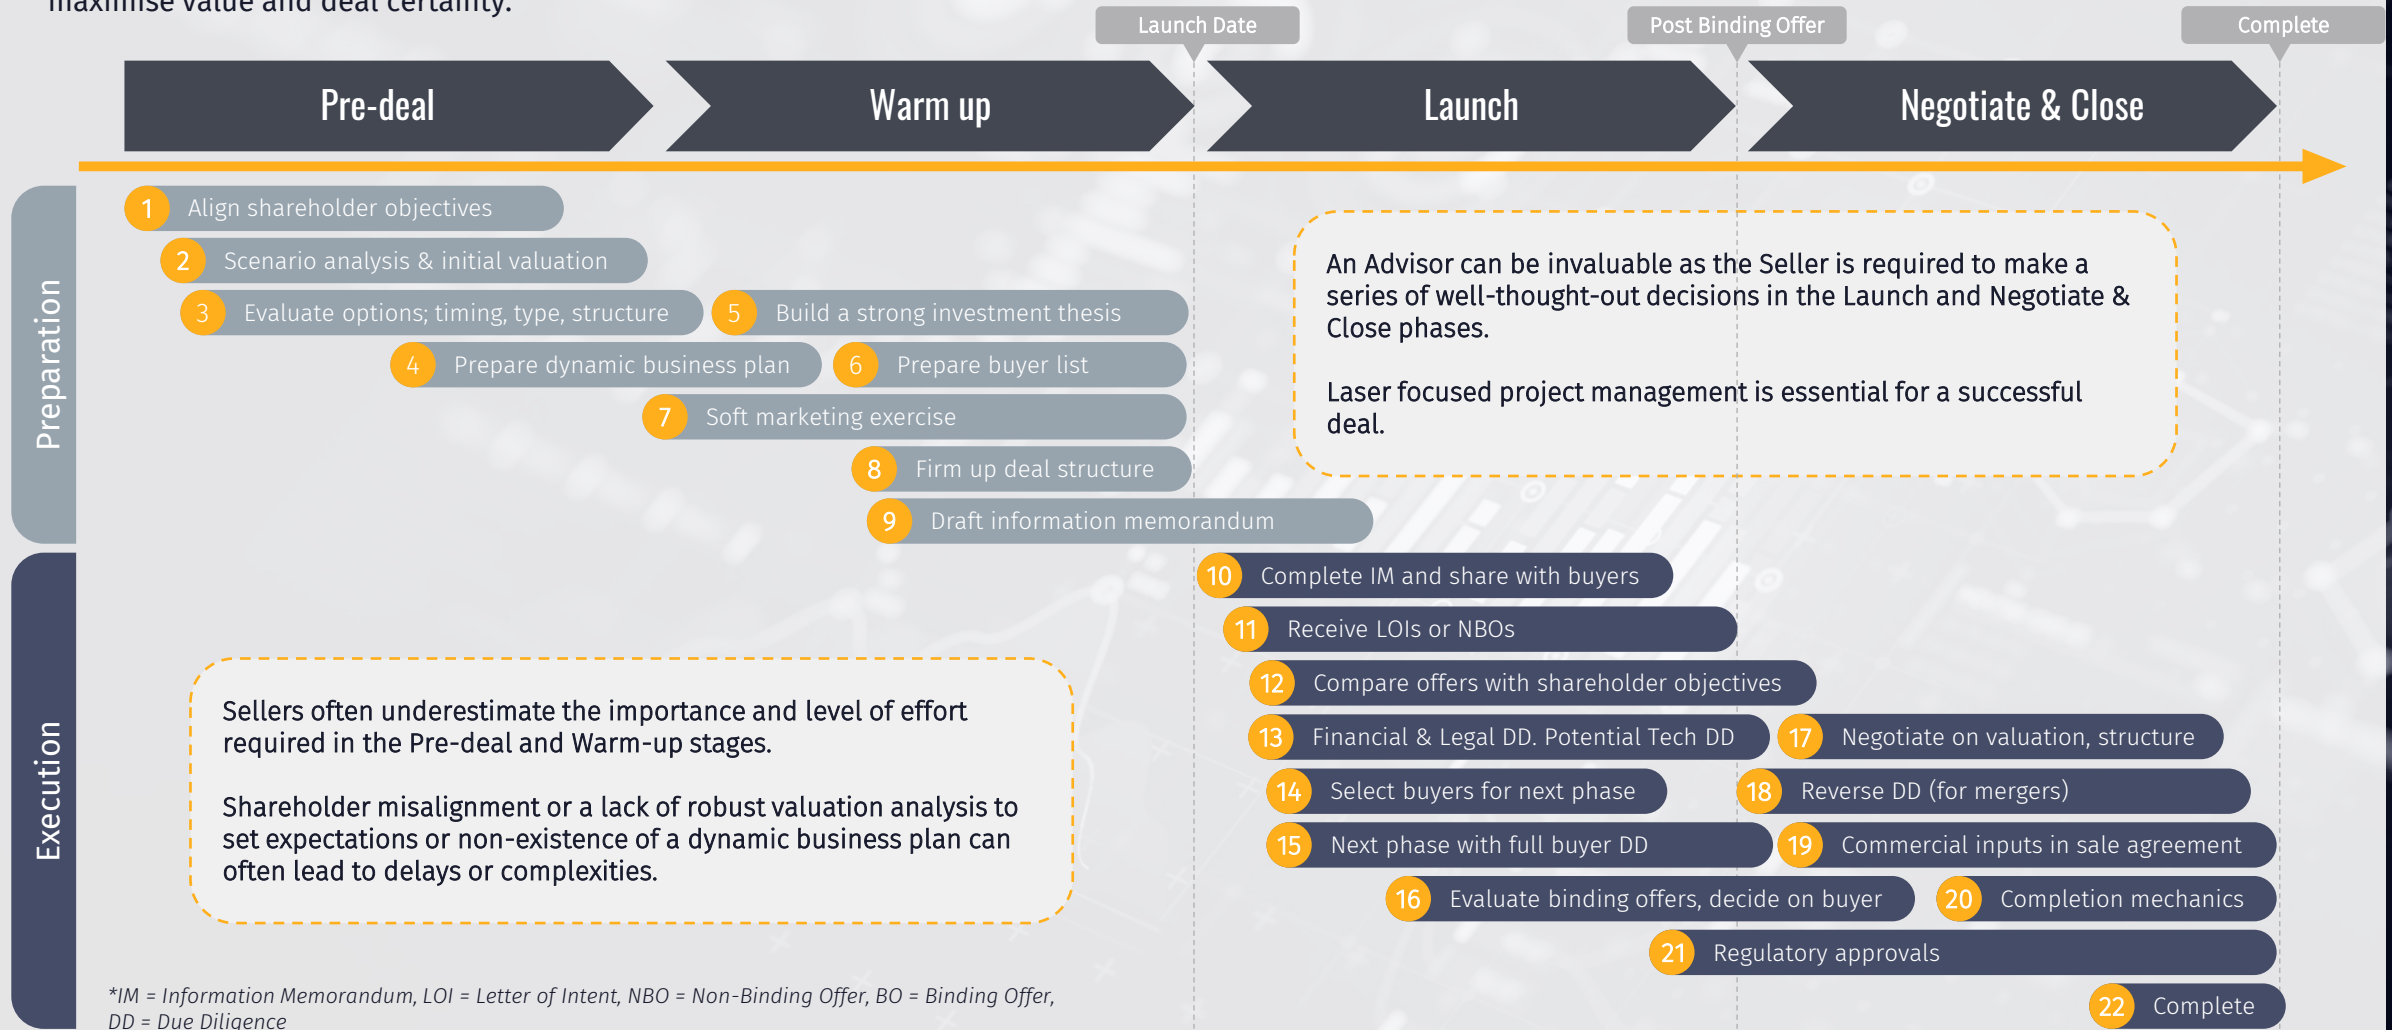 maximise value and deal certainty.
Launch Date
Post Binding Offer
Complete
Pre-deal
Warm up
Launch
Negotiate & Close
Preparation
1 Align shareholder objectives
2 Scenario analysis & initial valuation
3 Evaluate options; timing, type, structure
5 Build a strong investment thesis
4 Prepare dynamic business plan
6 Prepare buyer list
7 Soft marketing exercise
8 Firm up deal structure
9 Draft information memorandum
An Advisor can be invaluable as the Seller is required to make a
series of well-thought-out decisions in the Launch and Negotiate &
Close phases.
Laser focused project management is essential for a successful
deal.
Execution
10 Complete IM and share with buyers
11 Receive LOIs or NBOs
12 Compare offers with shareholder objectives
13 Financial & Legal DD. Potential Tech DD
17 Negotiate on valuation, structure
14 Select buyers for next phase
18 Reverse DD (for mergers)
15 Next phase with full buyer DD
19 Commercial inputs in sale agreement
16 Evaluate binding offers, decide on buyer
20 Completion mechanics
21 Regulatory approvals
22 Complete
Sellers often underestimate the importance and level of effort
required in the Pre-deal and Warm-up stages.
Shareholder misalignment or a lack of robust valuation analysis to
set expectations or non-existence of a dynamic business plan can
often lead to delays or complexities.
*IM = Information Memorandum, LOI = Letter of Intent, NBO = Non-Binding Offer, BO = Binding Offer,
DD = Due Diligence